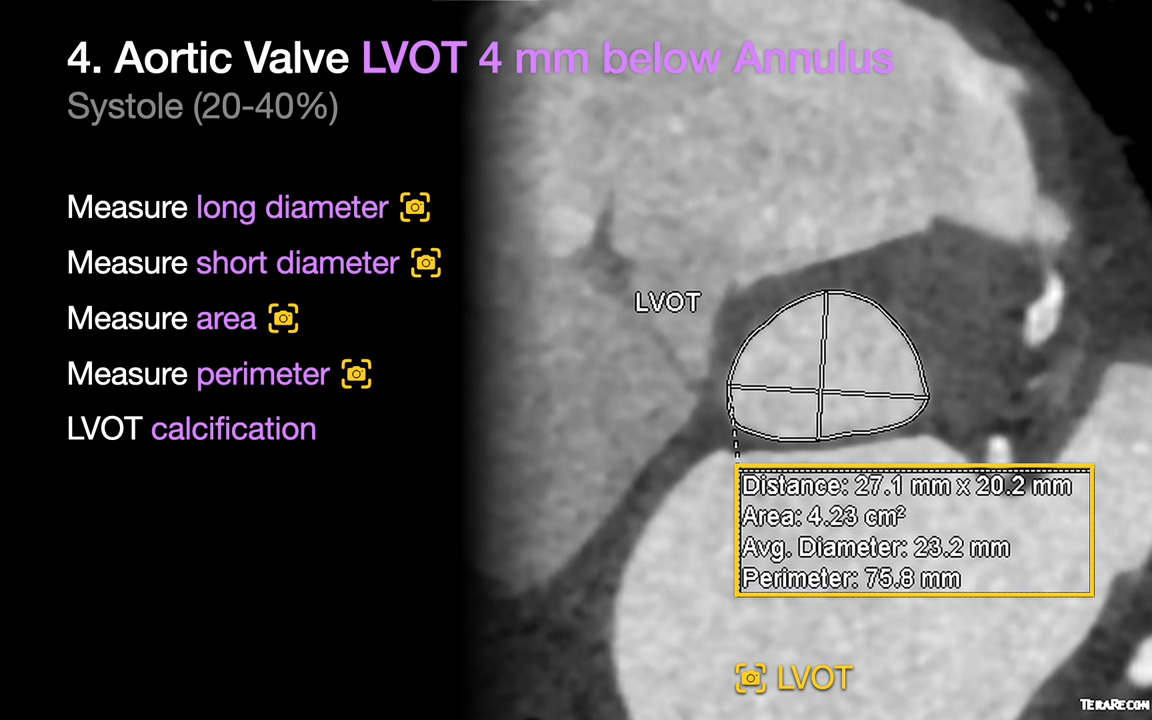 4. Aortic Valve LVOT 4 mm below Annulus
Systole (20-40%)
Measure long diameter
Measure short diameter
Measure area
Measure perimeter
LVOT calcification
LVOT
Distance: 27.1 mm x 20.2 mm
Area: 4.23 cm²
Avg. Diameter: 23.2 mm
Perimeter: 75.8 mm
LVOT
TERARECON